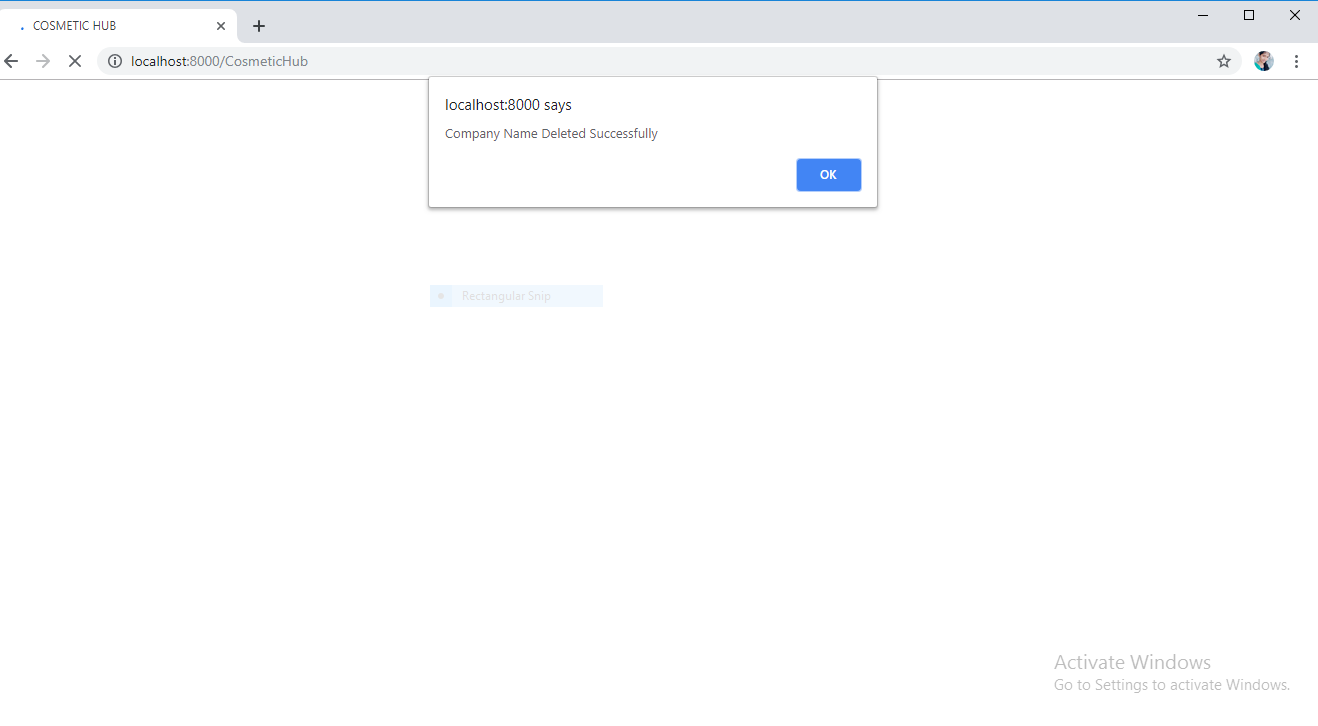 COSMETIC HUB
localhost:8000/CosmeticHub
localhost:8000 says
Company Name Deleted Successfully
OK
Rectangular Snip
Activate Windows
Go to Settings to activate Windows.